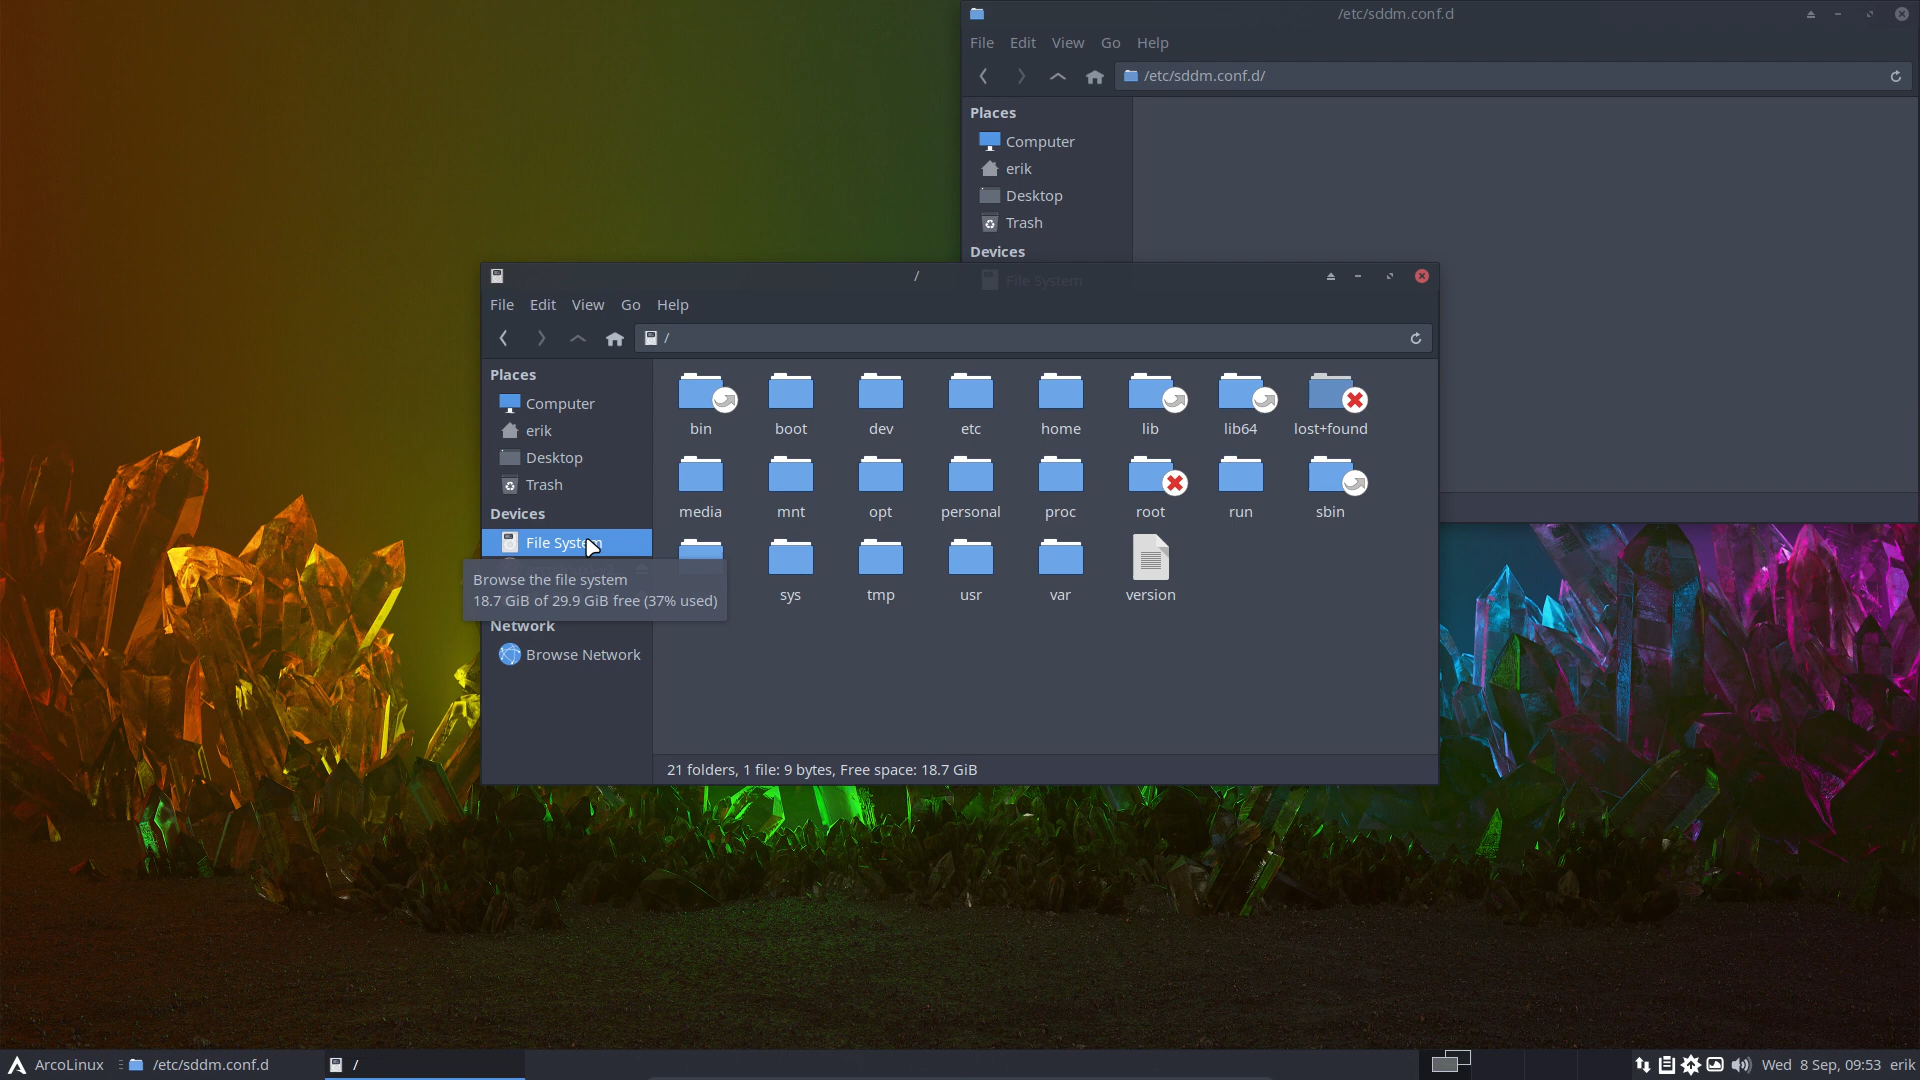 /etc/sddm.conf.d
File Edit View Go Help
/etc/sddm.conf.d/
Places
Computer
erik
Desktop
Trash
Devices
File System
/
File Edit View Go Help
/
Places
Computer
erik
Desktop
Trash
Devices
File System
Browse the file system
18.7 GiB of 29.9 GiB free (37% used)
Network
Browse Network
bin boot dev etc home lib lib64 lost+found
media mnt opt personal proc root run sbin
sys tmp usr var version
21 folders, 1 file: 9 bytes, Free space: 18.7 GiB
ArcoLinux /etc/sddm.conf.d / Wed 8 Sep, 09:53 erik